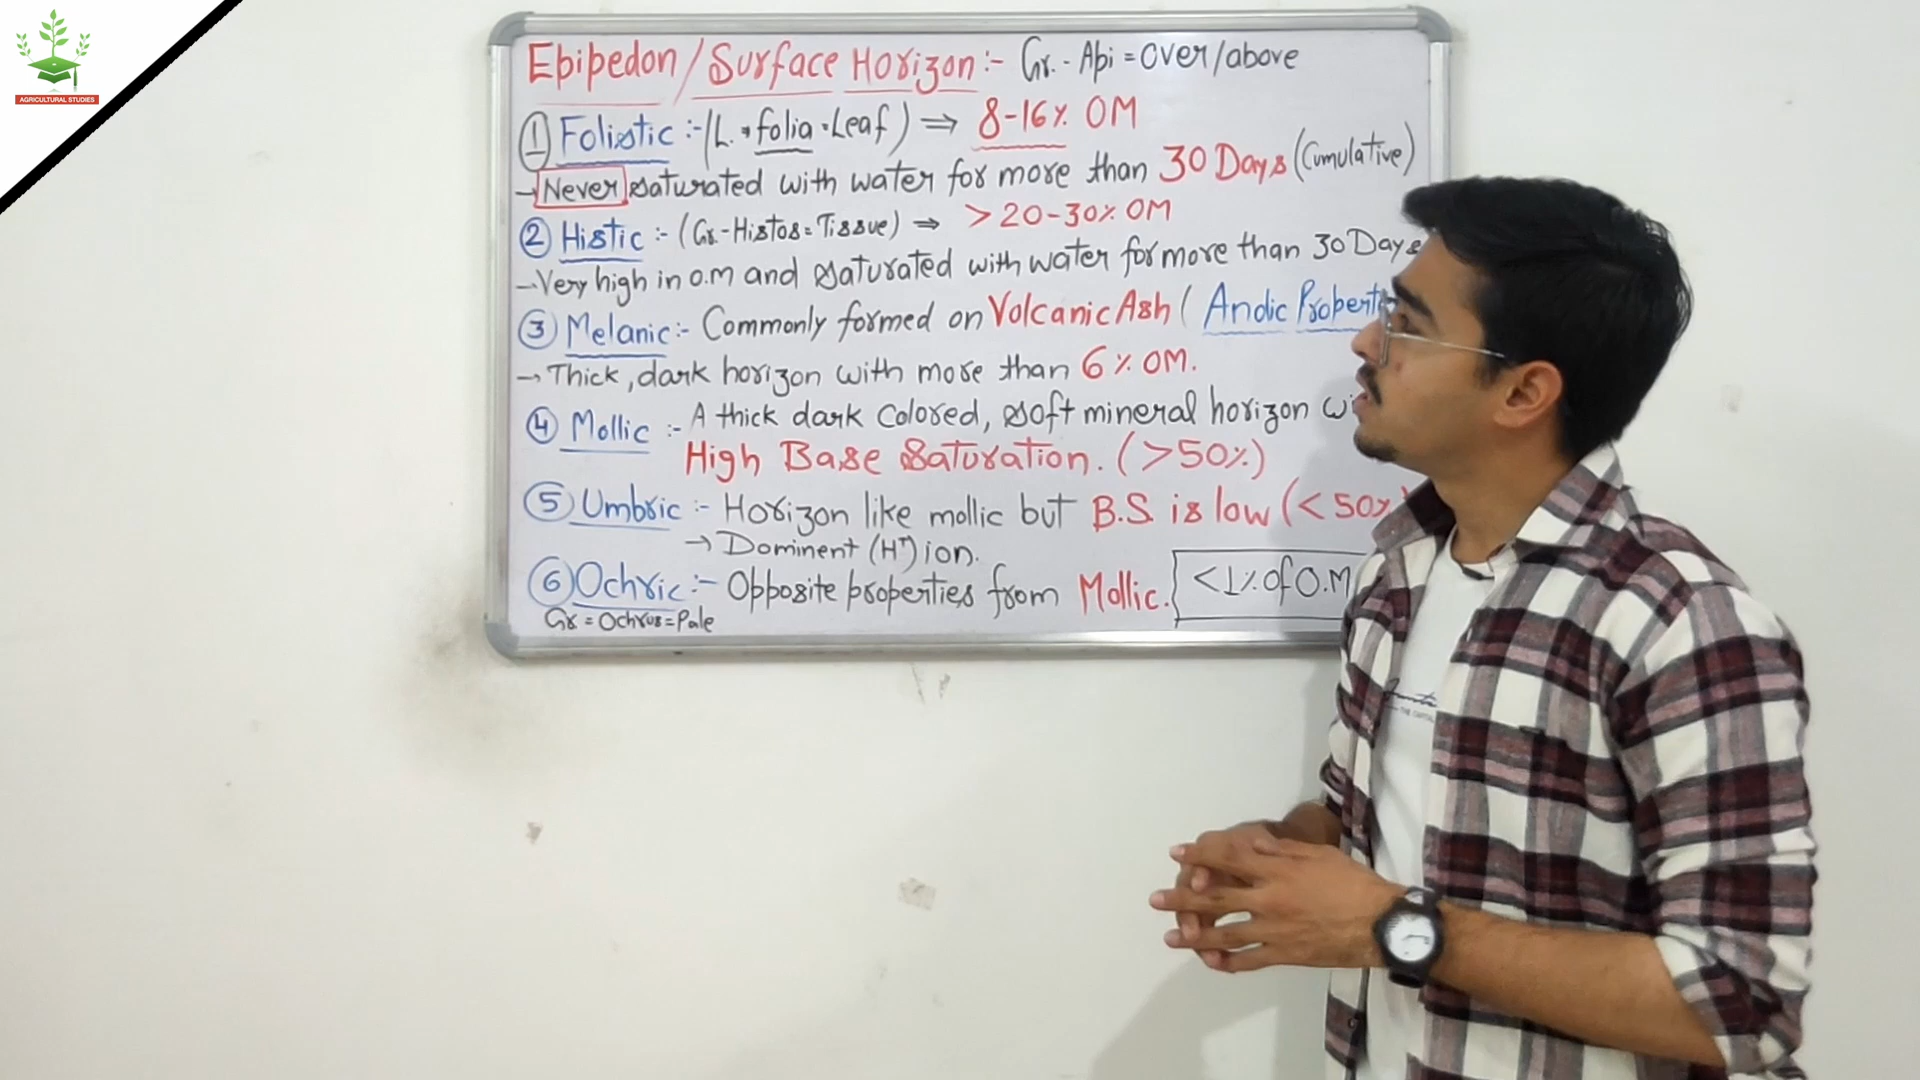 AGRICULTURAL STUDIES
Epipedon/Surface Horizon:- Gr.- Api = Over/above
① Folistic :- (L. → folia = Leaf) ⇒ 8-16% OM
→ Never saturated with water for more than 30 Days (Cumulative)
② Histic :- (Gr-Histos = Tissue) ⇒ > 20-30% OM
→ Very high in O.M and saturated with water for more than 30 Days
③ Melanic:- Commonly formed on Volcanic Ash ( Andic
→ Thick, dark horizon with more than 6% OM.
④ Mollic :- A thick dark Colored, soft mineral horizon
High Base Saturation. (>50%)
⑤ Umbric :- Horizon like mollic but B.S is low (< 50%
→ Dominent (H⁺) ion.
⑥ Ochric :- Opposite properties from Mollic. <1% of O.M
Gr = Ochrus = Pale
THE CAPITAL